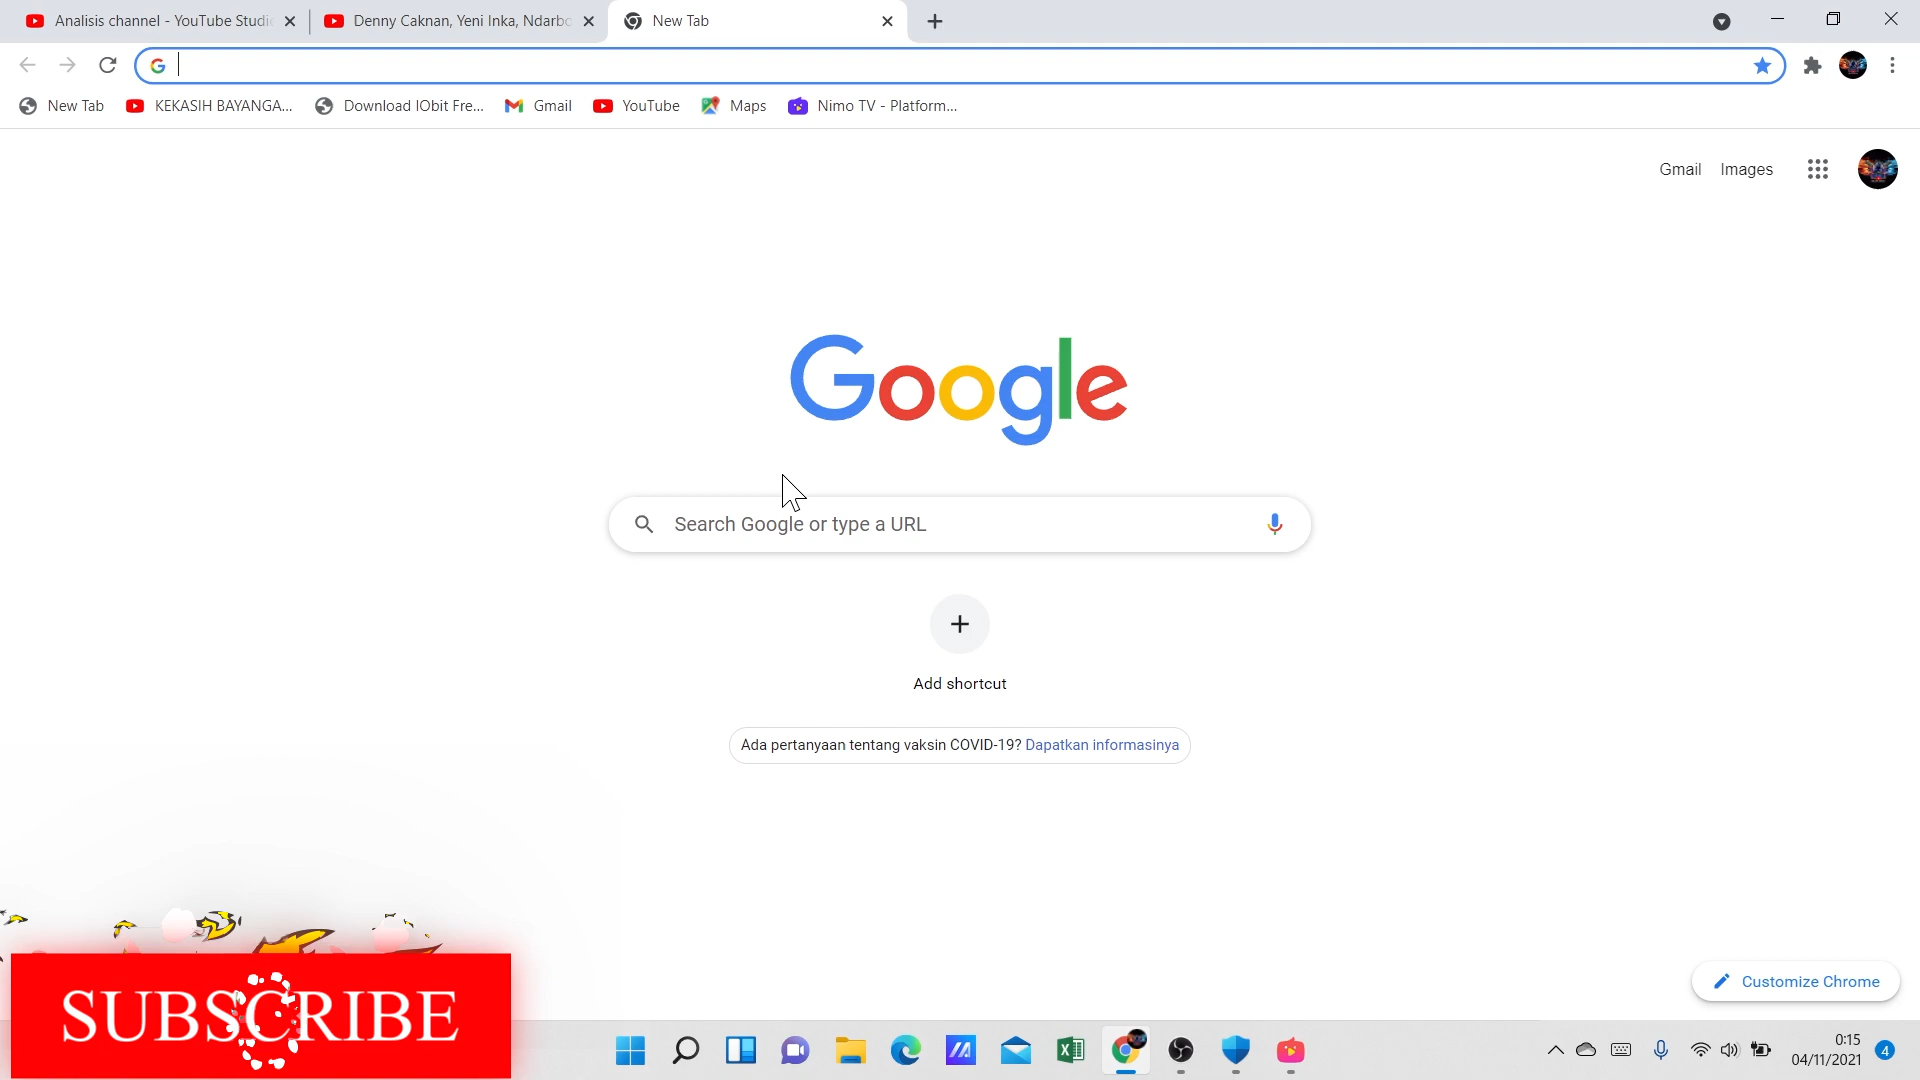 Analisis channel - YouTube Studi
Denny Caknan, Yeni Inka, Ndarbo
New Tab
New Tab
KEKASIH BAYANGA...
Download IObit Fre...
Gmail
YouTube
Maps
Nimo TV - Platform...
Gmail
Images
Google
Search Google or type a URL
Add shortcut
Ada pertanyaan tentang vaksin COVID-19? Dapatkan informasinya
Customize Chrome
SUBSCRIBE
0:15
04/11/2021
4